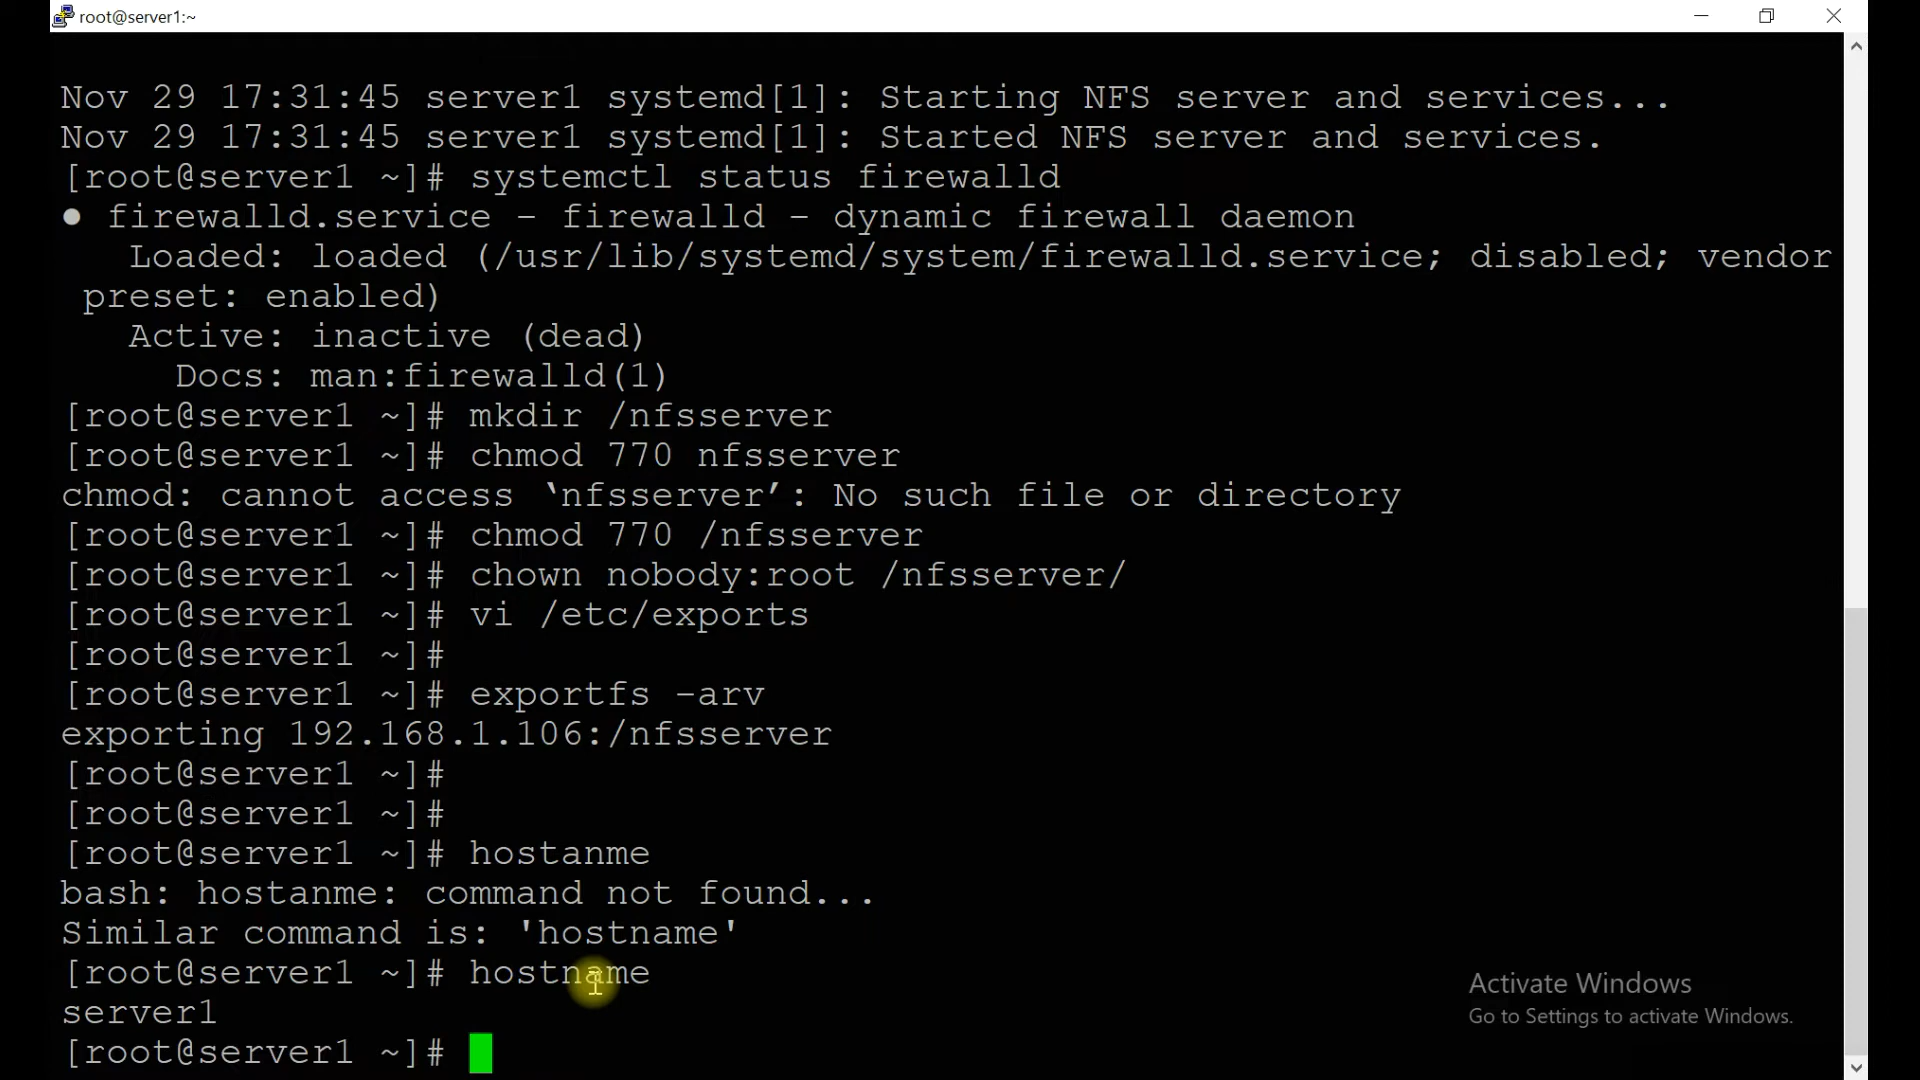 root@server1:~
Nov 29 17:31:45 server1 systemd[1]: Starting NFS server and services...
Nov 29 17:31:45 server1 systemd[1]: Started NFS server and services.
[root@server1 ~]# systemctl status firewalld
● firewalld.service - firewalld - dynamic firewall daemon
   Loaded: loaded (/usr/lib/systemd/system/firewalld.service; disabled; vendor
 preset: enabled)
   Active: inactive (dead)
     Docs: man:firewalld(1)
[root@server1 ~]# mkdir /nfsserver
[root@server1 ~]# chmod 770 nfsserver
chmod: cannot access ‘nfsserver’: No such file or directory
[root@server1 ~]# chmod 770 /nfsserver
[root@server1 ~]# chown nobody:root /nfsserver/
[root@server1 ~]# vi /etc/exports
[root@server1 ~]#
[root@server1 ~]# exportfs -arv
exporting 192.168.1.106:/nfsserver
[root@server1 ~]#
[root@server1 ~]#
[root@server1 ~]# hostanme
bash: hostanme: command not found...
Similar command is: 'hostname'
[root@server1 ~]# hostname
server1
[root@server1 ~]#
Activate Windows
Go to Settings to activate Windows.